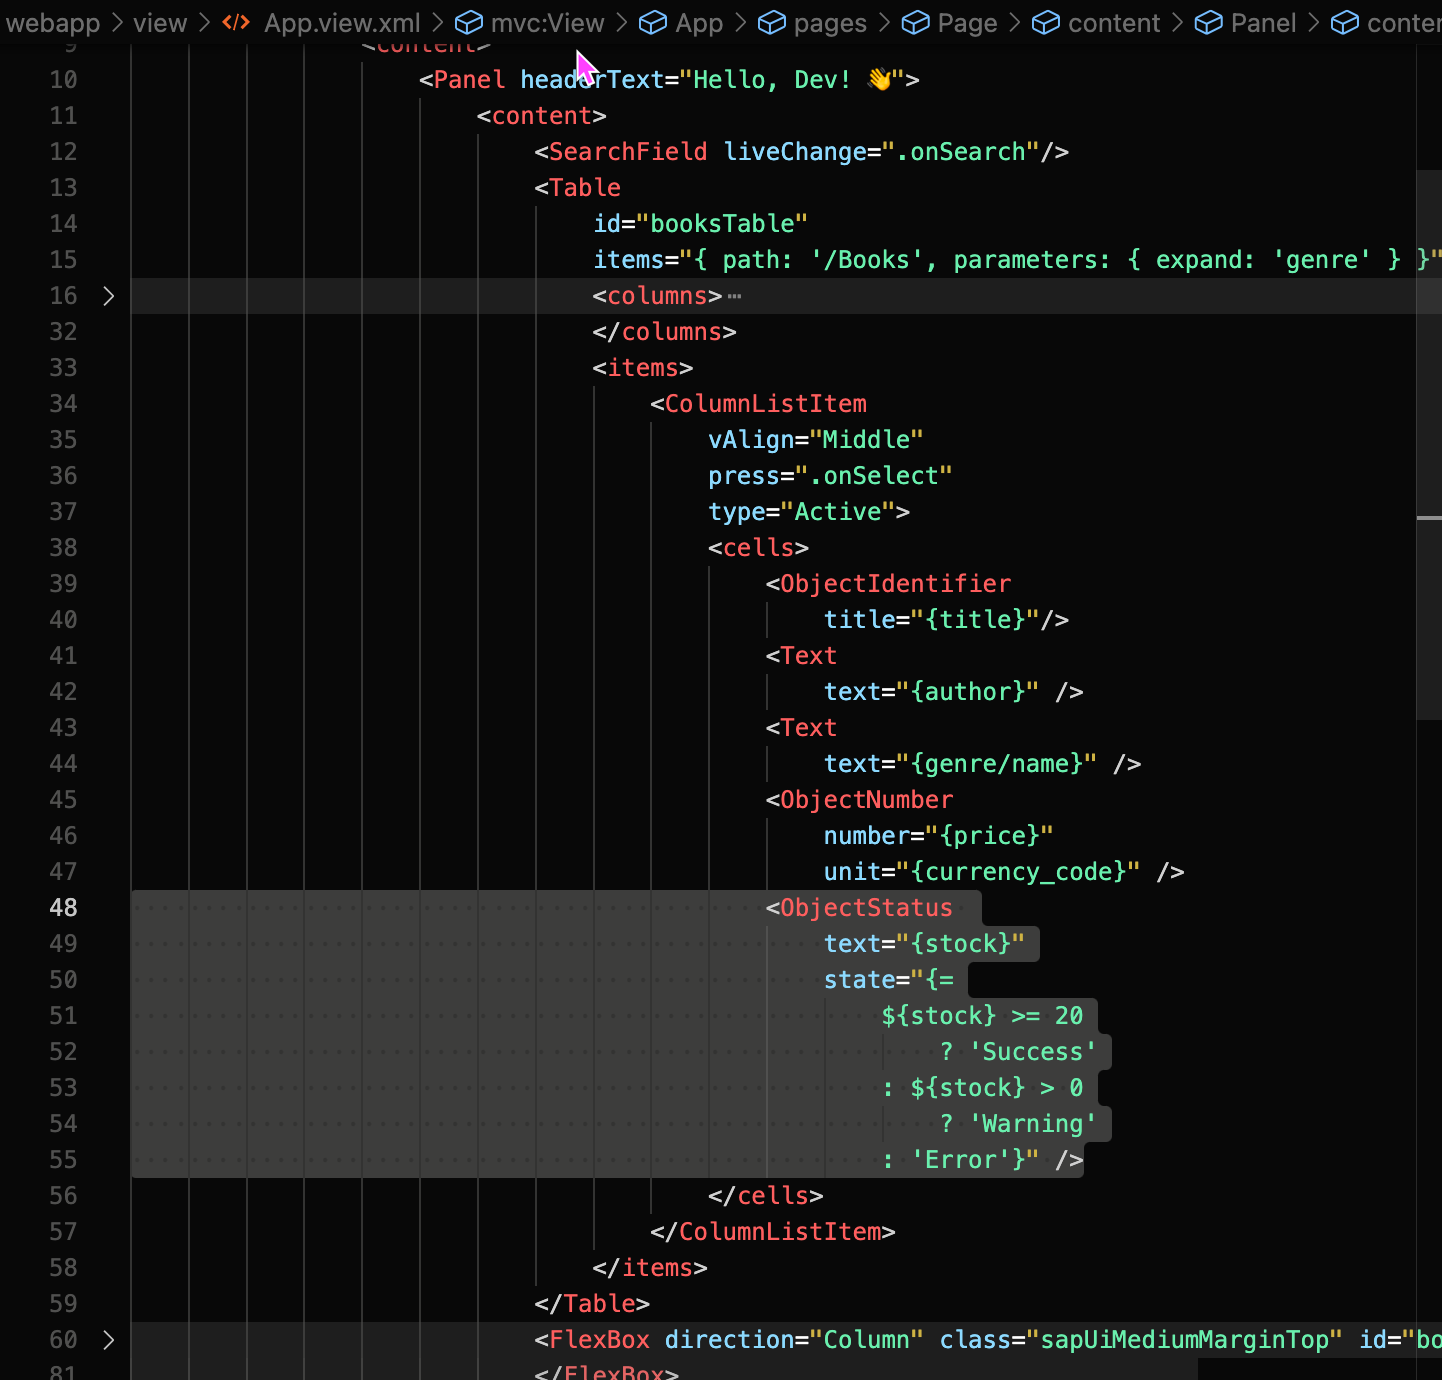 webapp > view > App.view.xml > mvc:View > App > pages > Page > content > Panel >
9 <content>
10 <Panel headerText="Hello, Dev! 👋">
11 <content>
12 <SearchField liveChange=".onSearch"/>
13 <Table
14 id="booksTable"
15 items="{ path: '/Books', parameters: { expand: 'genre' } }"
16 <columns>⋯
32 </columns>
33 <items>
34 <ColumnListItem
35 vAlign="Middle"
36 press=".onSelect"
37 type="Active">
38 <cells>
39 <ObjectIdentifier
40 title="{title}"/>
41 <Text
42 text="{author}" />
43 <Text
44 text="{genre/name}" />
45 <ObjectNumber
46 number="{price}"
47 unit="{currency_code}" />
48 <ObjectStatus
49 text="{stock}"
50 state="{=
51 ${stock} >= 20
52 ? 'Success'
53 : ${stock} > 0
54 ? 'Warning'
55 : 'Error'}" />
56 </cells>
57 </ColumnListItem>
58 </items>
59 </Table>
60 <FlexBox direction="Column" class="sapUiMediumMarginTop" id="bo
81 </FlexBox>